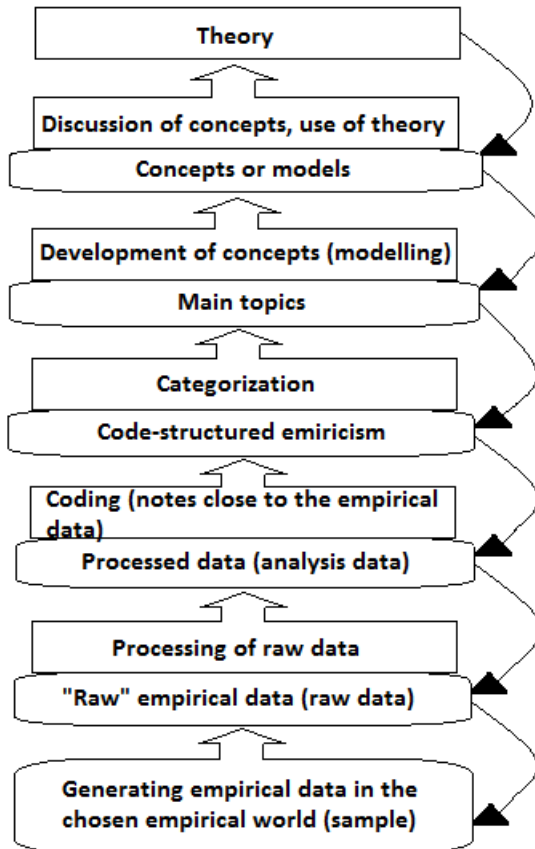 Theory
Discussion of concepts, use of theory
Concepts or models
Development of concepts (modelling)
Main topics
Categorization
Code-structured emiricism
Coding (notes close to the empirical
data)
Processed data (analysis data)
Processing of raw data
"Raw" empirical data (raw data)
Generating empirical data in the
chosen empirical world (sample)